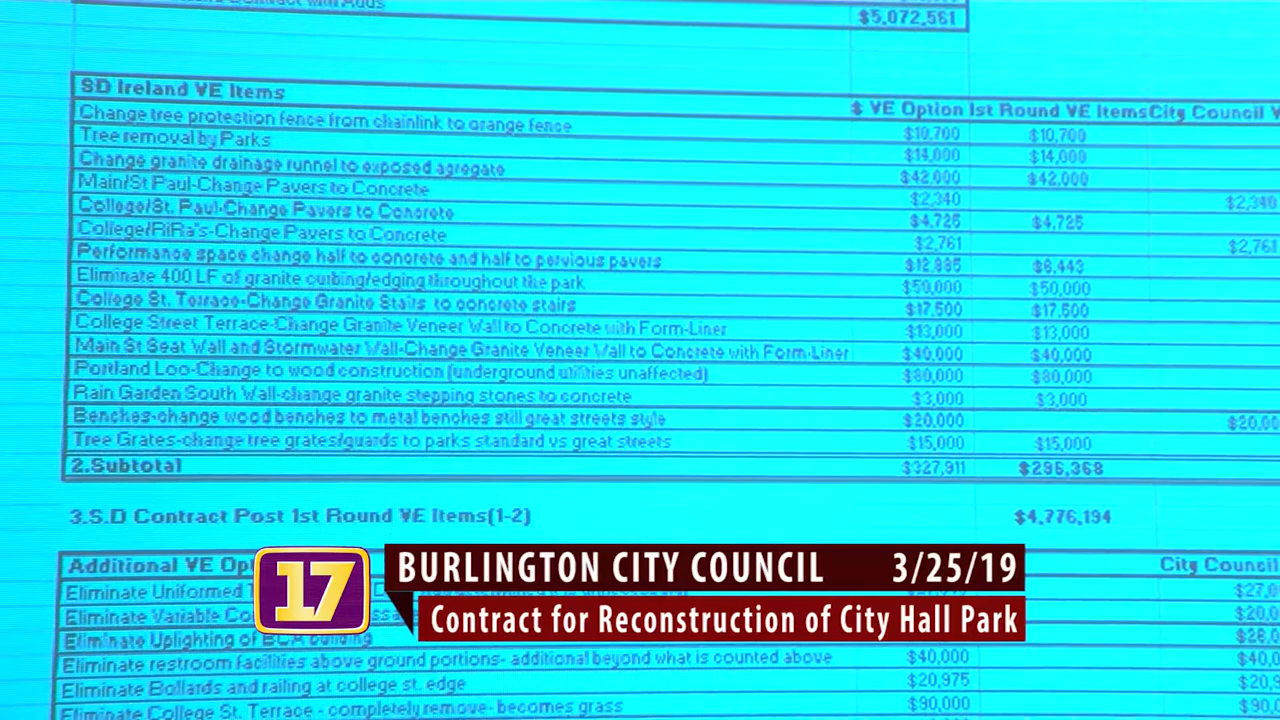 Contract with Adds
$5,072,561
SD Ireland VE Items $ VE Option 1st Round VE Items City Council
Change tree protection fence from chainlink to orange fence $10,700 $10,700
Tree removal by Parks $14,000 $14,000
Change granite drainage runnel to exposed agregate $42,000 $42,000
Main/St Paul-Change Pavers to Concrete $2,340 $2,340
College/St. Paul-Change Pavers to Concrete $4,725 $4,725
College/RiRa's-Change Pavers to Concrete $2,761 $2,761
Performance space change half to concrete and half to pervious pavers $12,885 $6,443
Eliminate 400 LF of granite curbing/edging throughout the park $50,000 $50,000
College St. Terrace-Change Granite Stairs to concrete stairs $17,500 $17,500
College Street Terrace-Change Granite Veneer Wall to Concrete with Form-Liner $13,000 $13,000
Main St Seat Wall and Stormwater Wall-Change Granite Veneer Wall to Concrete with Form-Liner $40,000 $40,000
Portland Loo-Change to wood construction (underground utilities unaffected) $80,000 $80,000
Rain Garden South Wall-change granite stepping stones to concrete $3,000 $3,000
Benches-change wood benches to metal benches still great streets style $20,000 $20,00
Tree Grates-change tree grates/guards to parks standard vs great streets $15,000 $15,000
2.Subtotal $327,911 $296,368
3.S.D Contract Post 1st Round VE Items(1-2) $4,776,194
Additional VE Op City Council
Eliminate Uniformed $27,0
Eliminate Variable Co $20,0
Eliminate Uplighting of BCA building
Eliminate restroom facilities above ground portions- additional beyond what is counted above $40,000 $40,0
Eliminate Bollards and railing at college st. edge $20,975 $20,9
Eliminate College St. Terrace - completely remove- becomes grass $90,000 $90,
17
BURLINGTON CITY COUNCIL 3/25/19
Contract for Reconstruction of City Hall Park